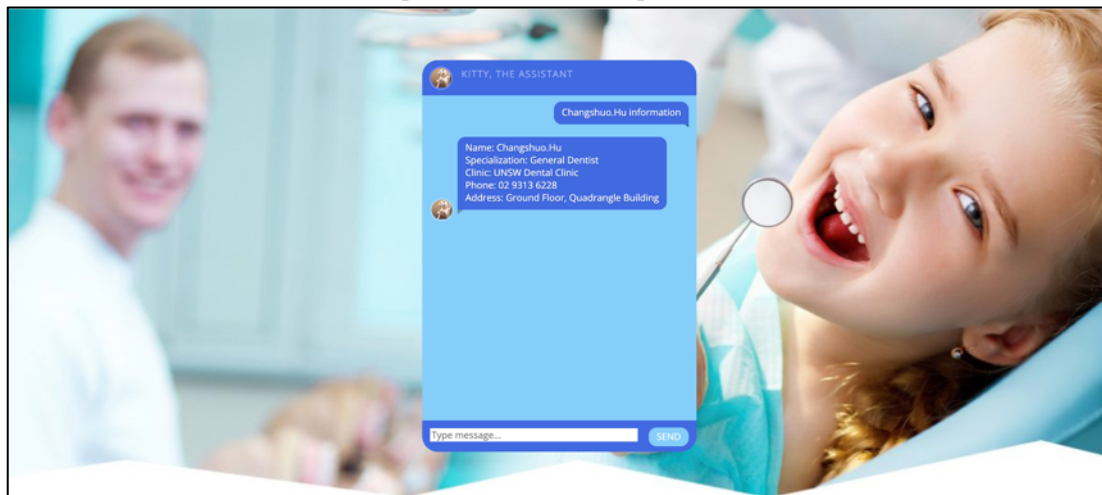 KITTY, THE ASSISTANT
Changshuo.Hu information
Name: Changshuo.Hu
Specialization: General Dentist
Clinic: UNSW Dental Clinic
Phone: 02 9313 6228
Address: Ground Floor, Quadrangle Building
Type message...
SEND